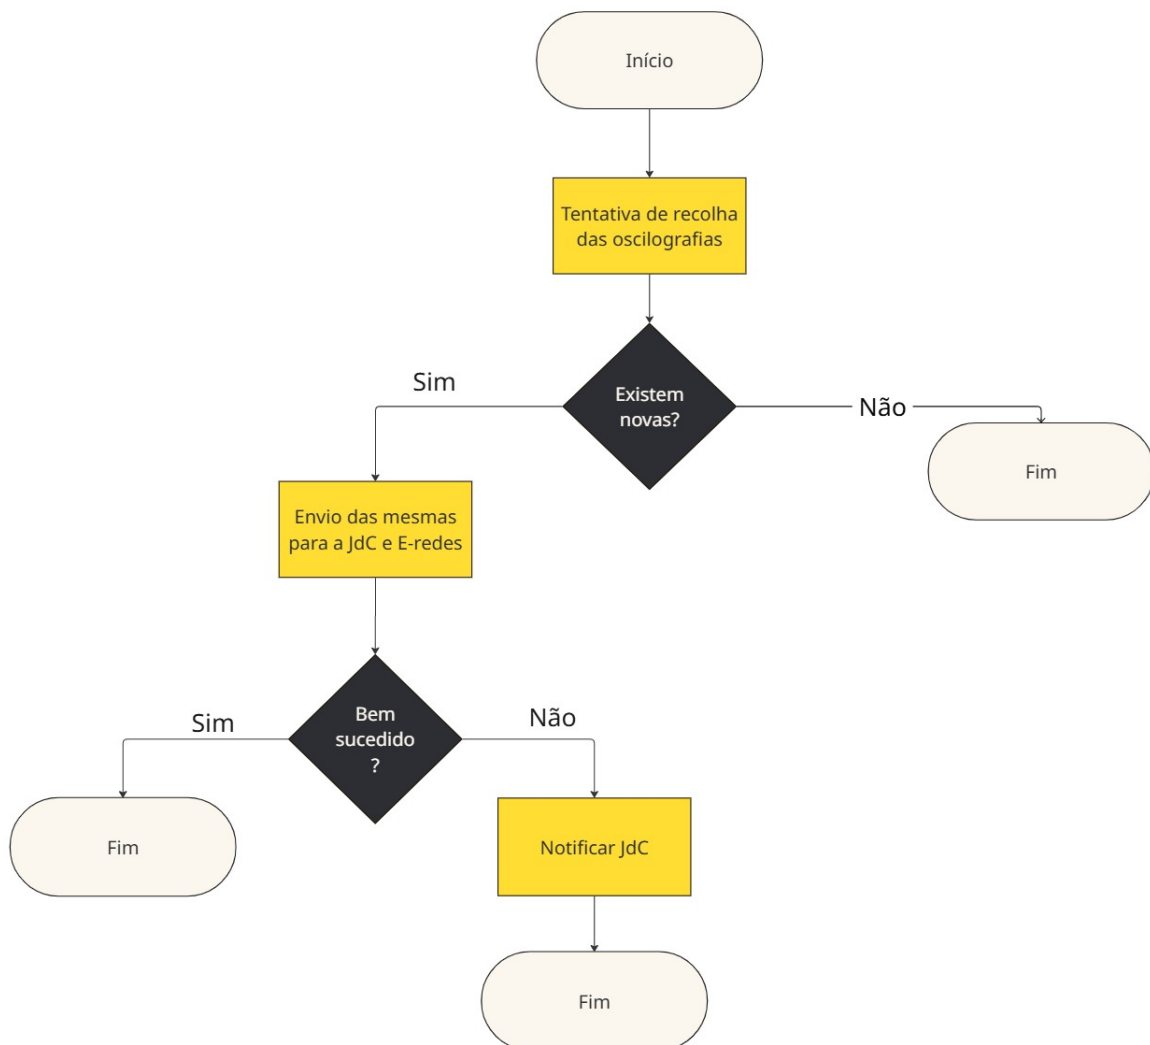 Início
Tentativa de recolha
das oscilografias
Existem
novas?
Sim
Não
Fim
Envio das mesmas
para a JdC e E-redes
Bem
sucedido
?
Sim
Não
Fim
Notificar JdC
Fim